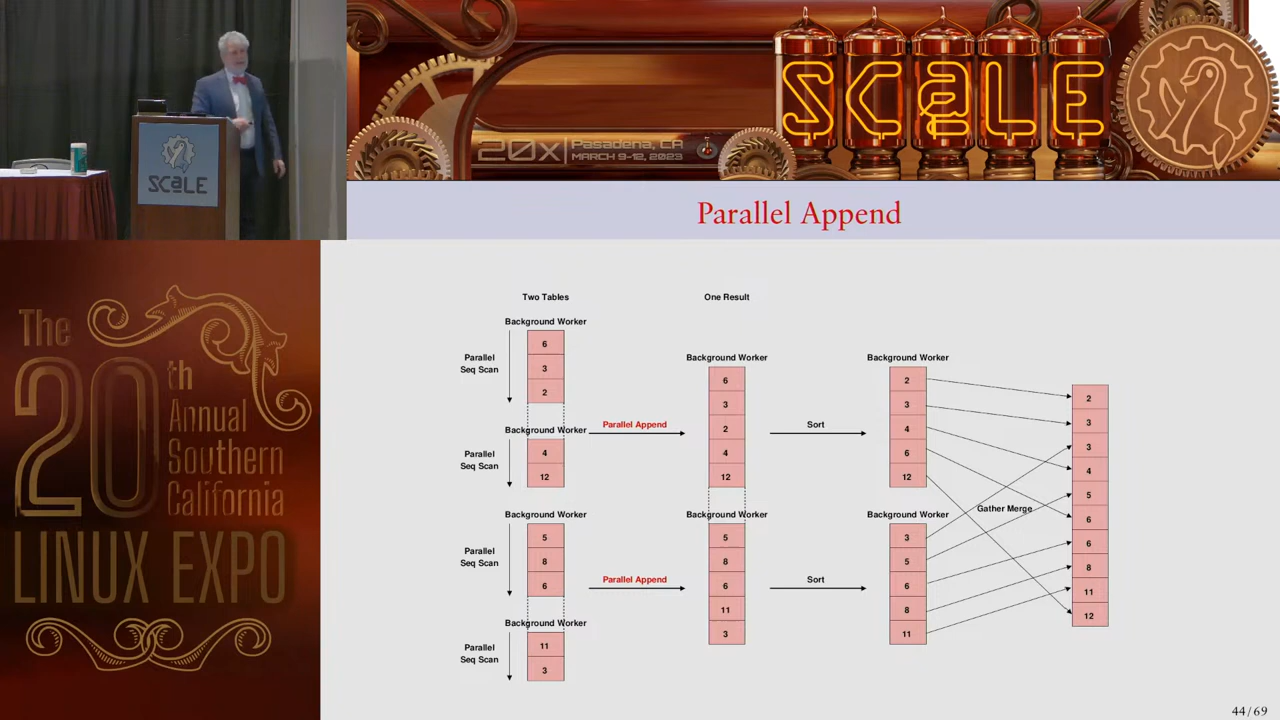 SCaLE
20x
Pasadena, CA
MARCH 9-12, 2023
SCaLE
Parallel Append
The
20th
Annual
Southern
California
LINUX EXPO
Two Tables
One Result
Background Worker
Parallel
Seq Scan
6
3
2
Background Worker
Parallel
Seq Scan
4
12
Parallel Append
Background Worker
6
3
2
4
12
Sort
Background Worker
2
3
4
6
12
Background Worker
Parallel
Seq Scan
5
8
6
Background Worker
Parallel
Seq Scan
11
3
Parallel Append
Background Worker
5
8
6
11
3
Sort
Background Worker
3
5
6
8
11
Gather Merge
2
3
3
4
5
6
6
8
11
12
44/69